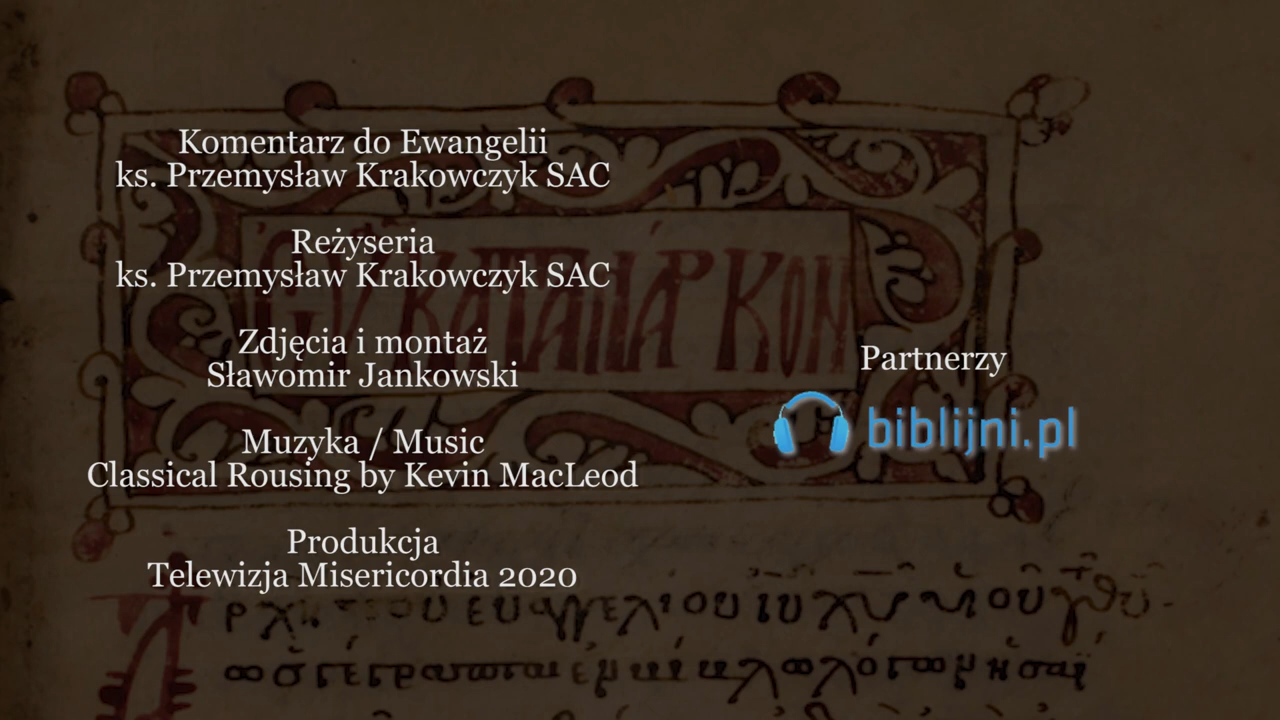 Komentarz do Ewangelii
ks. Przemysław Krakowczyk SAC
Reżyseria
ks. Przemysław Krakowczyk SAC
Zdjęcia i montaż
Sławomir Jankowski
Muzyka / Music
Classical Rousing by Kevin MacLeod
Produkcja
Telewizja Misericordia 2020
Partnerzy
biblijni.pl